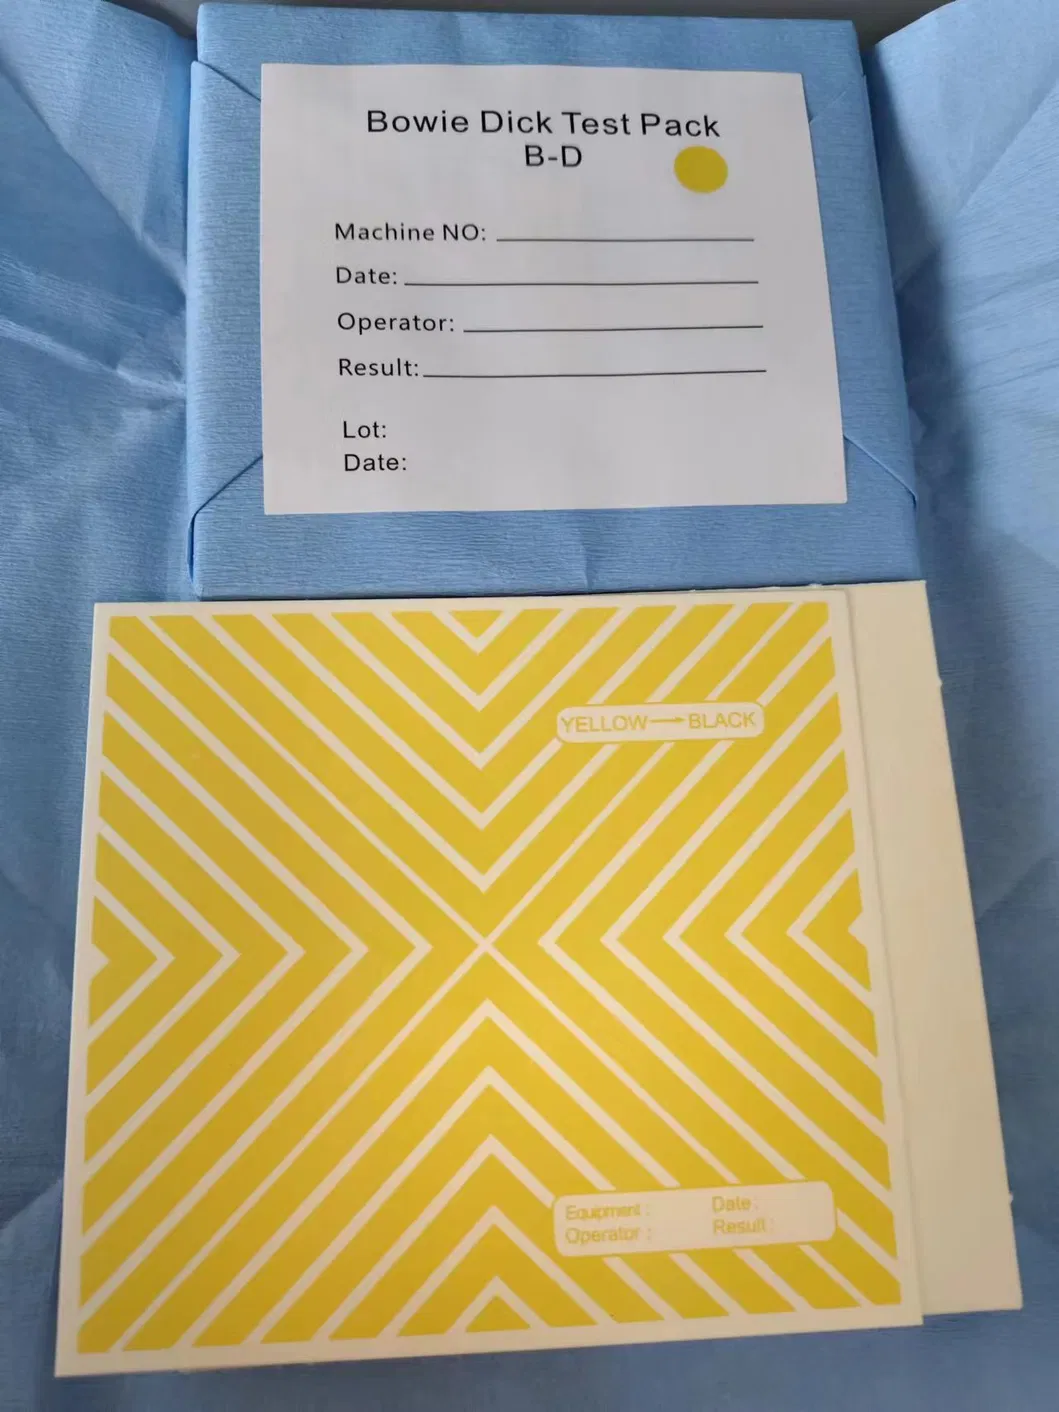 Bowie Dick Test Pack
B-D
Machine NO:
Date:
Operator:
Result:
Lot:
Date:
YELLOW→BLACK
Equipment : Date :
Operator : Result :